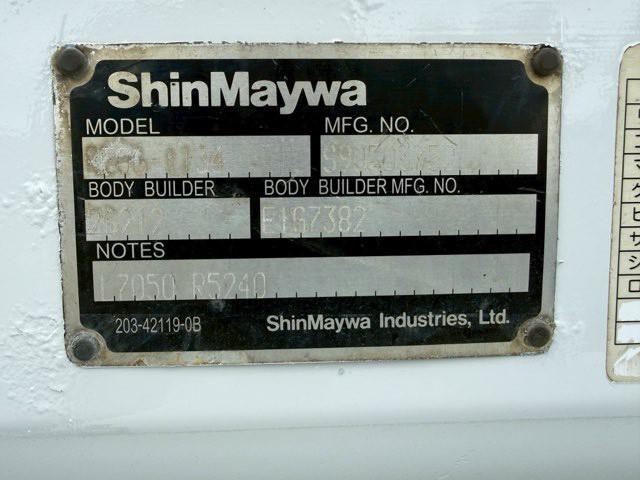 ShinMaywa
MODEL MFG. NO.
BODY BUILDER BODY BUILDER MFG. NO.
E1G7382
NOTES
L7050 R5240
203-42119-0B ShinMaywa Industries, Ltd.